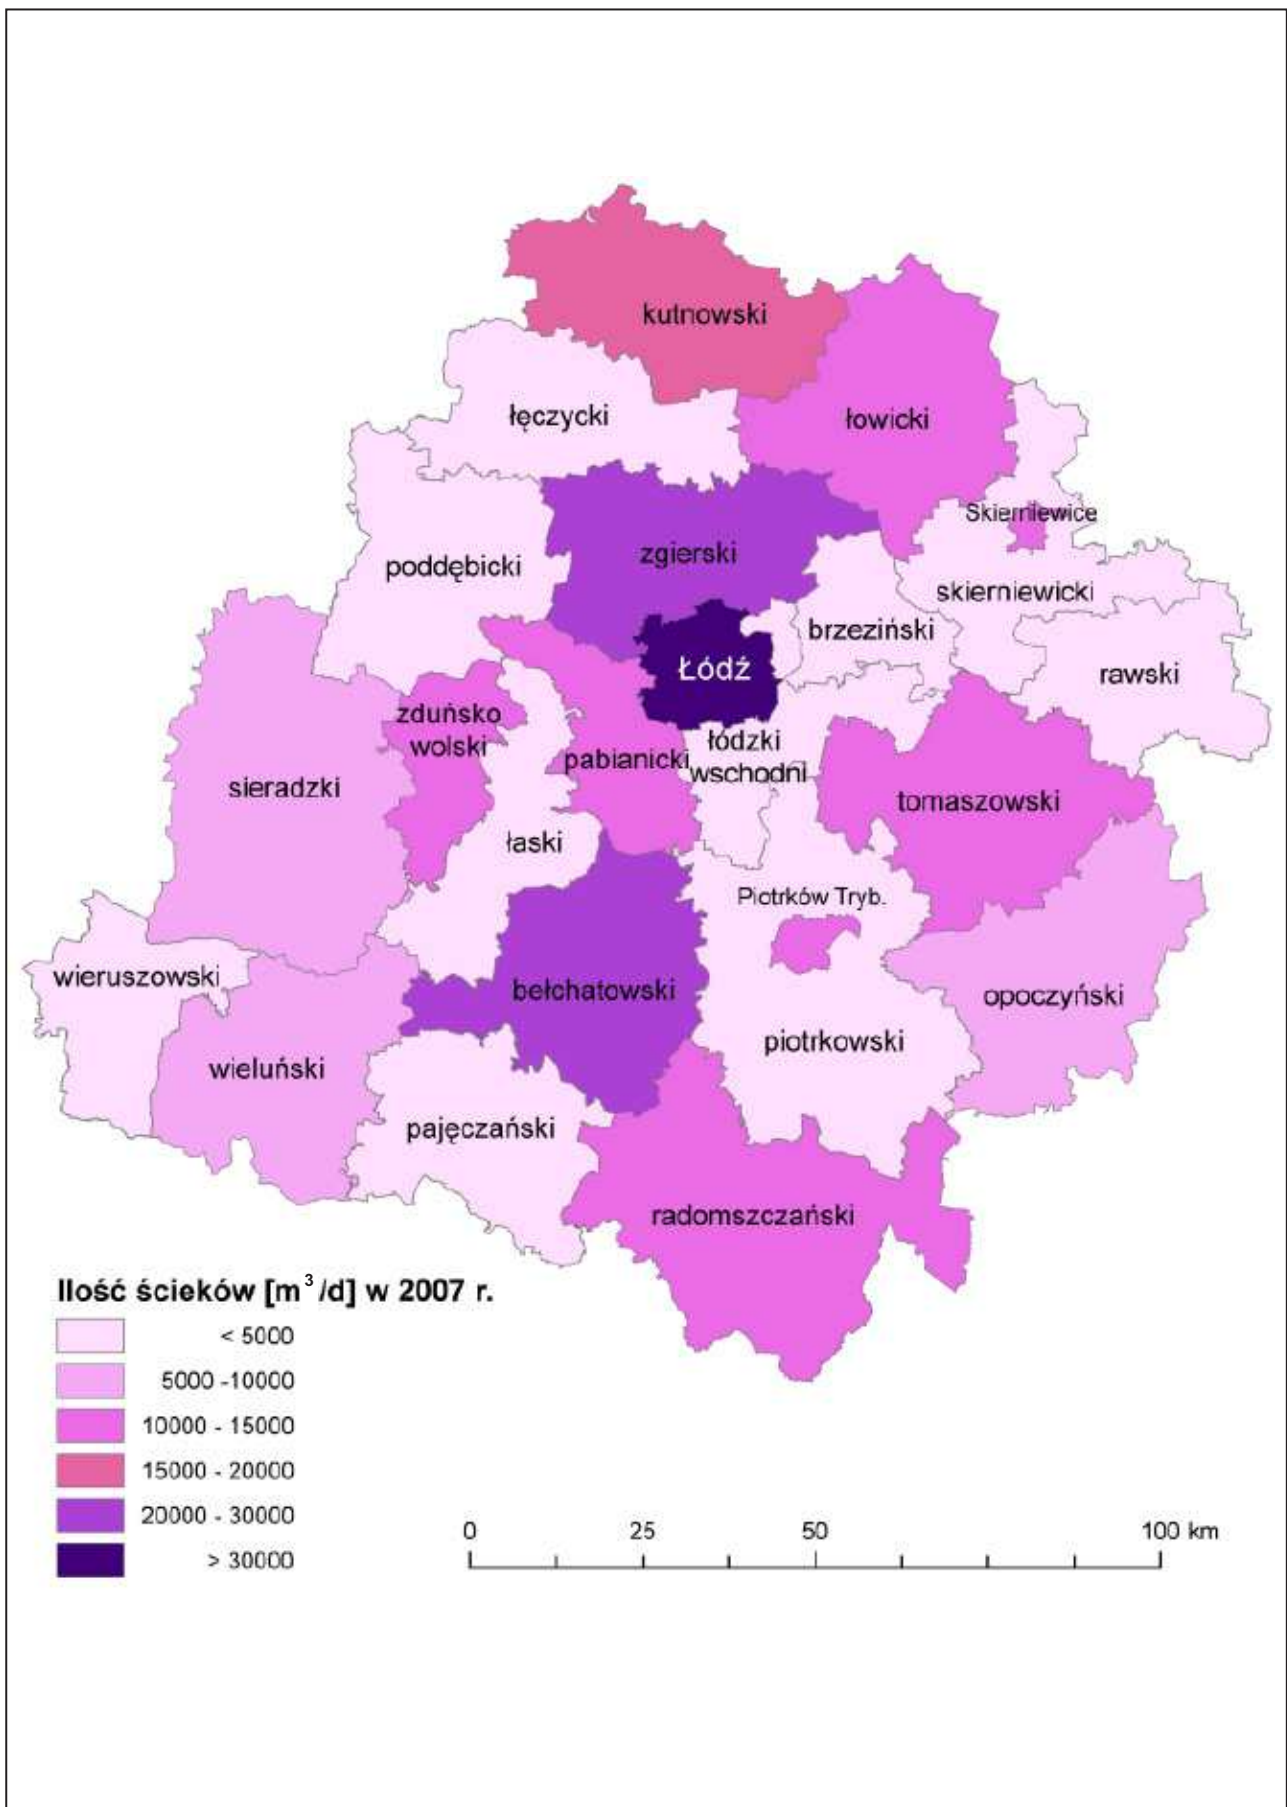 kutnowski
łęczycki
łowicki
Skierniewice
zgierski
poddębicki
skierniewicki
brzeziński
Łódź
rawski
zduńsko
wolski
łódzki
wschodni
pabianicki
sieradzki
tomaszowski
łaski
Piotrków Tryb.
wieruszowski
bełchatowski
opoczyński
piotrkowski
wieluński
pajęczański
radomszczański
Ilość ścieków [m³/d] w 2007 r.
< 5000
5000 -10000
10000 - 15000
15000 - 20000
20000 - 30000
> 30000
0 25 50 100 km